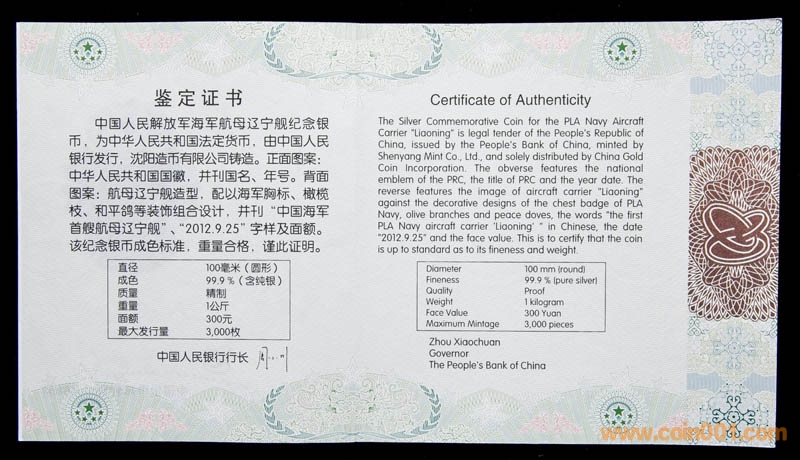 鉴定证书
中国人民解放军海军航母辽宁舰纪念银
币，为中华人民共和国法定货币，由中国人民
银行发行，沈阳造币有限公司铸造。正面图案：
中华人民共和国国徽，并刊国名、年号。背面
图案：航母辽宁舰造型，配以海军胸标、橄榄
枝、和平鸽等装饰组合设计，并刊“中国海军
首艘航母辽宁舰”、“2012.9.25”字样及面额。
该纪念银币成色标准，重量合格，谨此证明。
直径 100毫米（圆形）
成色 99.9%（含纯银）
质量 精制
重量 1公斤
面额 300元
最大发行量 3,000枚
中国人民银行行长
Certificate of Authenticity
The Silver Commemorative Coin for the PLA Navy Aircraft
Carrier "Liaoning" is legal tender of the People's Republic of
China, issued by the People's Bank of China, minted by
Shenyang Mint Co., Ltd., and solely distributed by China Gold
Coin Incorporation. The obverse features the national
emblem of the PRC, the title of PRC and the year date. The
reverse features the image of aircraft carrier "Liaoning"
against the decorative designs of the chest badge of PLA
Navy, olive branches and peace doves, the words "the first
PLA Navy aircraft carrier 'Liaoning' " in Chinese, the date
"2012.9.25" and the face value. This is to certify that the coin
is up to standard as to its fineness and weight.
Diameter 100 mm (round)
Fineness 99.9 % (pure silver)
Quality Proof
Weight 1 kilogram
Face Value 300 Yuan
Maximum Mintage 3,000 pieces
Zhou Xiaochuan
Governor
The People's Bank of China
www.coin001.com